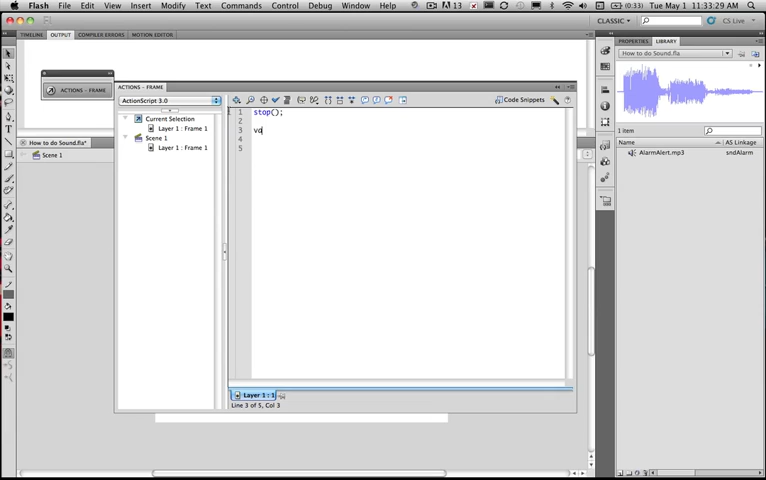 Flash File Edit View Insert Modify Text Commands Control Debug Window Help 13 (0:33) Tue May 1 11:33:29 AM
CLASSIC CS Live
TIMELINE OUTPUT COMPILER ERRORS MOTION EDITOR
PROPERTIES LIBRARY
How to do Sound.fla
ACTIONS - FRAME
ACTIONS - FRAME
ActionScript 3.0
Code Snippets
Current Selection
Layer 1 : Frame 1
Scene 1
Layer 1 : Frame 1
1 stop();
2
3 va
4
5
How to do Sound.fla*
Scene 1
1 item
Name AS Linkage
AlarmAlert.mp3 sndAlarm
Layer 1 : 1
Line 3 of 5, Col 3